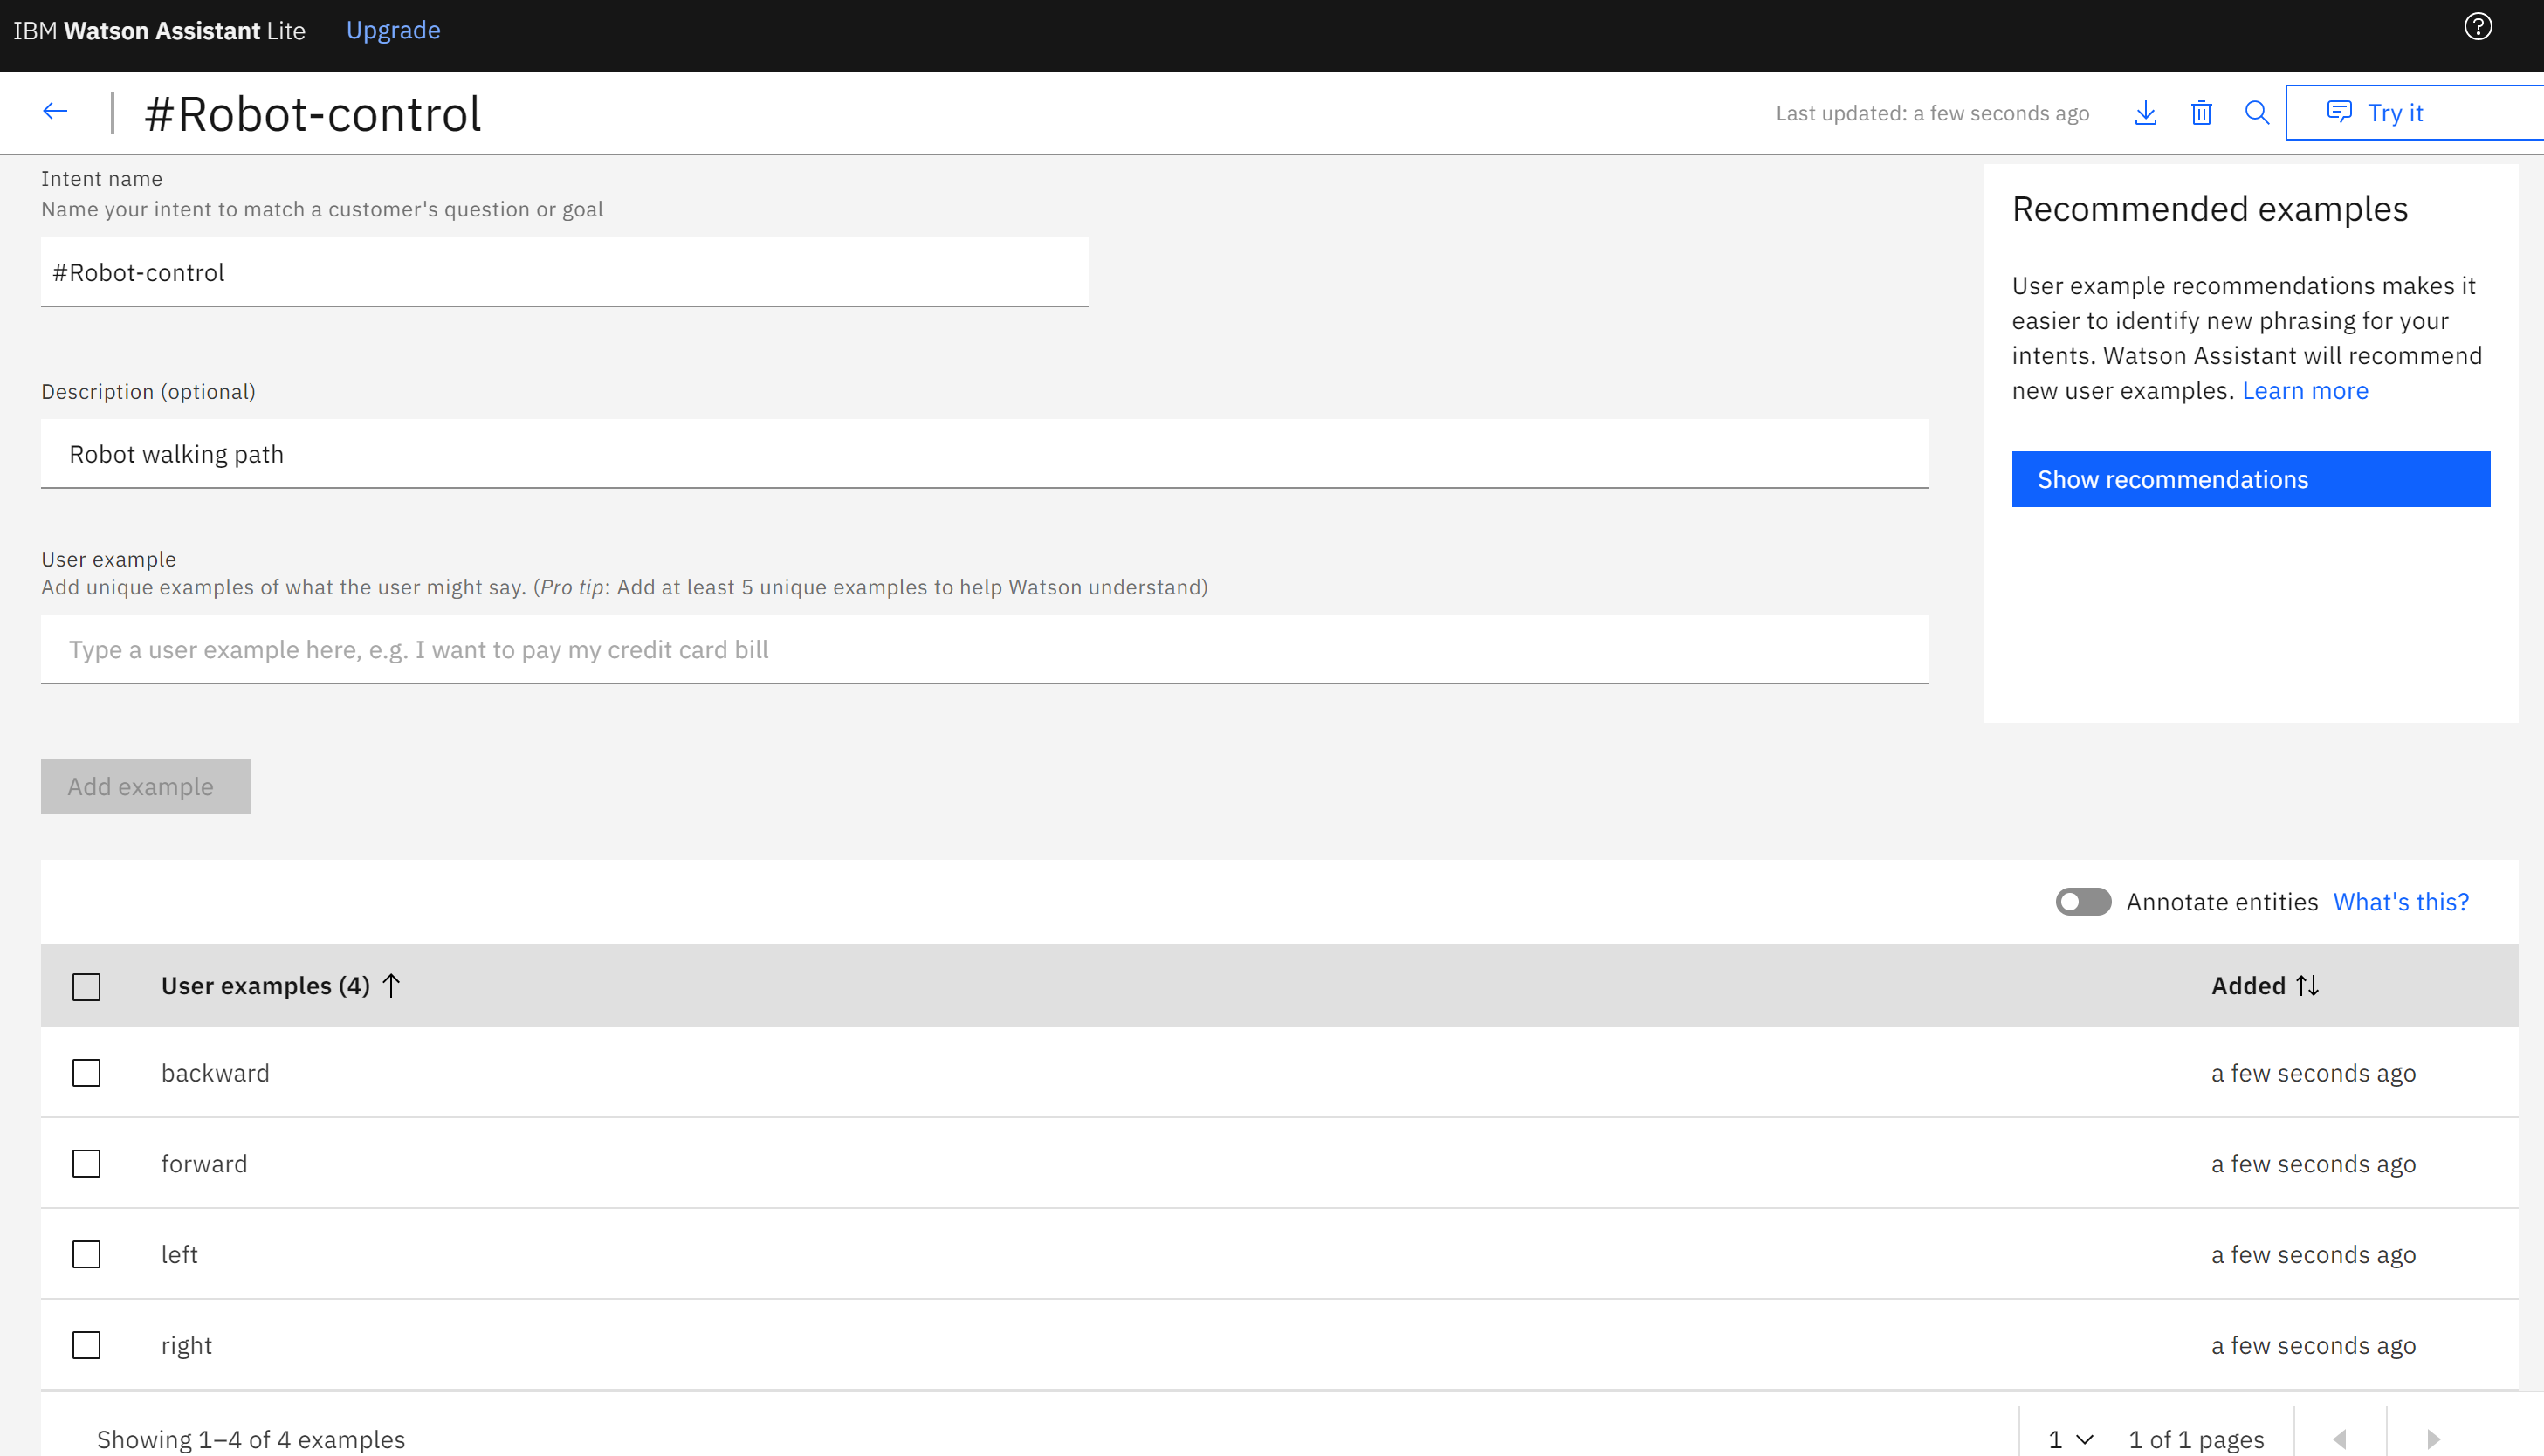 IBM Watson Assistant Lite Upgrade
#Robot-control
Last updated: a few seconds ago
Try it
Intent name
Name your intent to match a customer's question or goal
#Robot-control
Description (optional)
Robot walking path
User example
Add unique examples of what the user might say. (Pro tip: Add at least 5 unique examples to help Watson understand)
Type a user example here, e.g. I want to pay my credit card bill
Add example
Recommended examples
User example recommendations makes it
easier to identify new phrasing for your
intents. Watson Assistant will recommend
new user examples. Learn more
Show recommendations
Annotate entities What's this?
User examples (4) Added
backward a few seconds ago
forward a few seconds ago
left a few seconds ago
right a few seconds ago
Showing 1–4 of 4 examples 1 1 of 1 pages